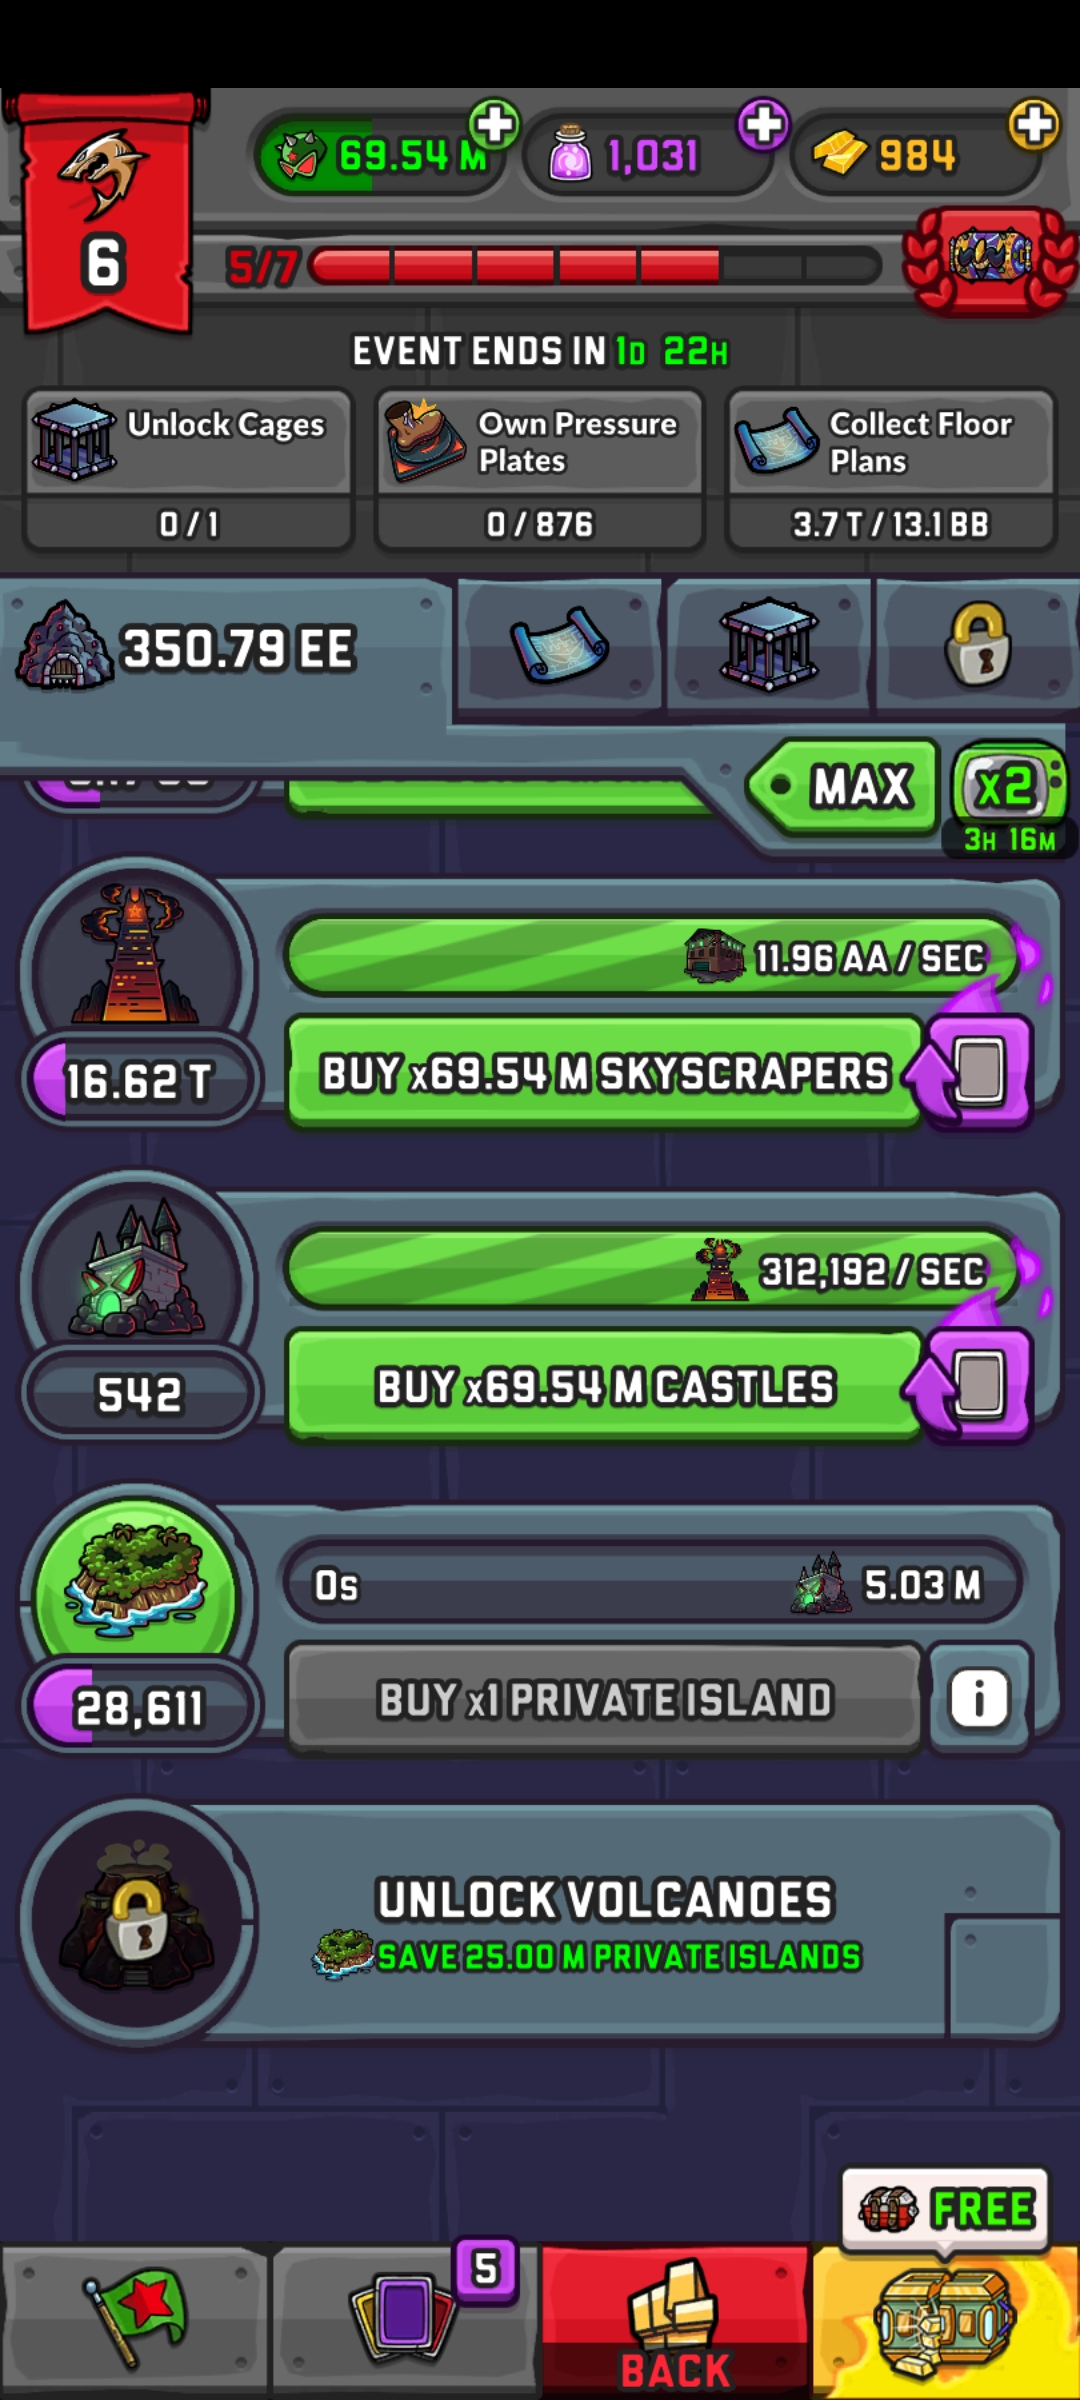 69.54 M
1,031
984
6
5/7
EVENT ENDS IN 1D 22H
Unlock Cages
0 / 1
Own Pressure
Plates
0 / 876
Collect Floor
Plans
3.7 T / 13.1 BB
350.79 EE
MAX
x2
3H 16M
11.96 AA / SEC
16.62 T
BUY x69.54 M SKYSCRAPERS
312,192 / SEC
542
BUY x69.54 M CASTLES
0s
5.03 M
28,611
BUY x1 PRIVATE ISLAND
i
UNLOCK VOLCANOES
SAVE 25.00 M PRIVATE ISLANDS
FREE
5
BACK